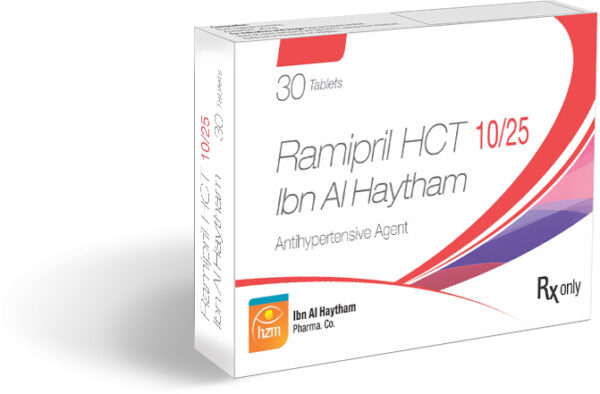 30 Tablets
Ramipril HCT 10/25
Ibn Al Haytham
Antihypertensive Agent
Rx only
hzm
Ibn Al Haytham
Pharma. Co.
Ramipril HCT 10/25
Ibn Al Haytham 30 Tablets